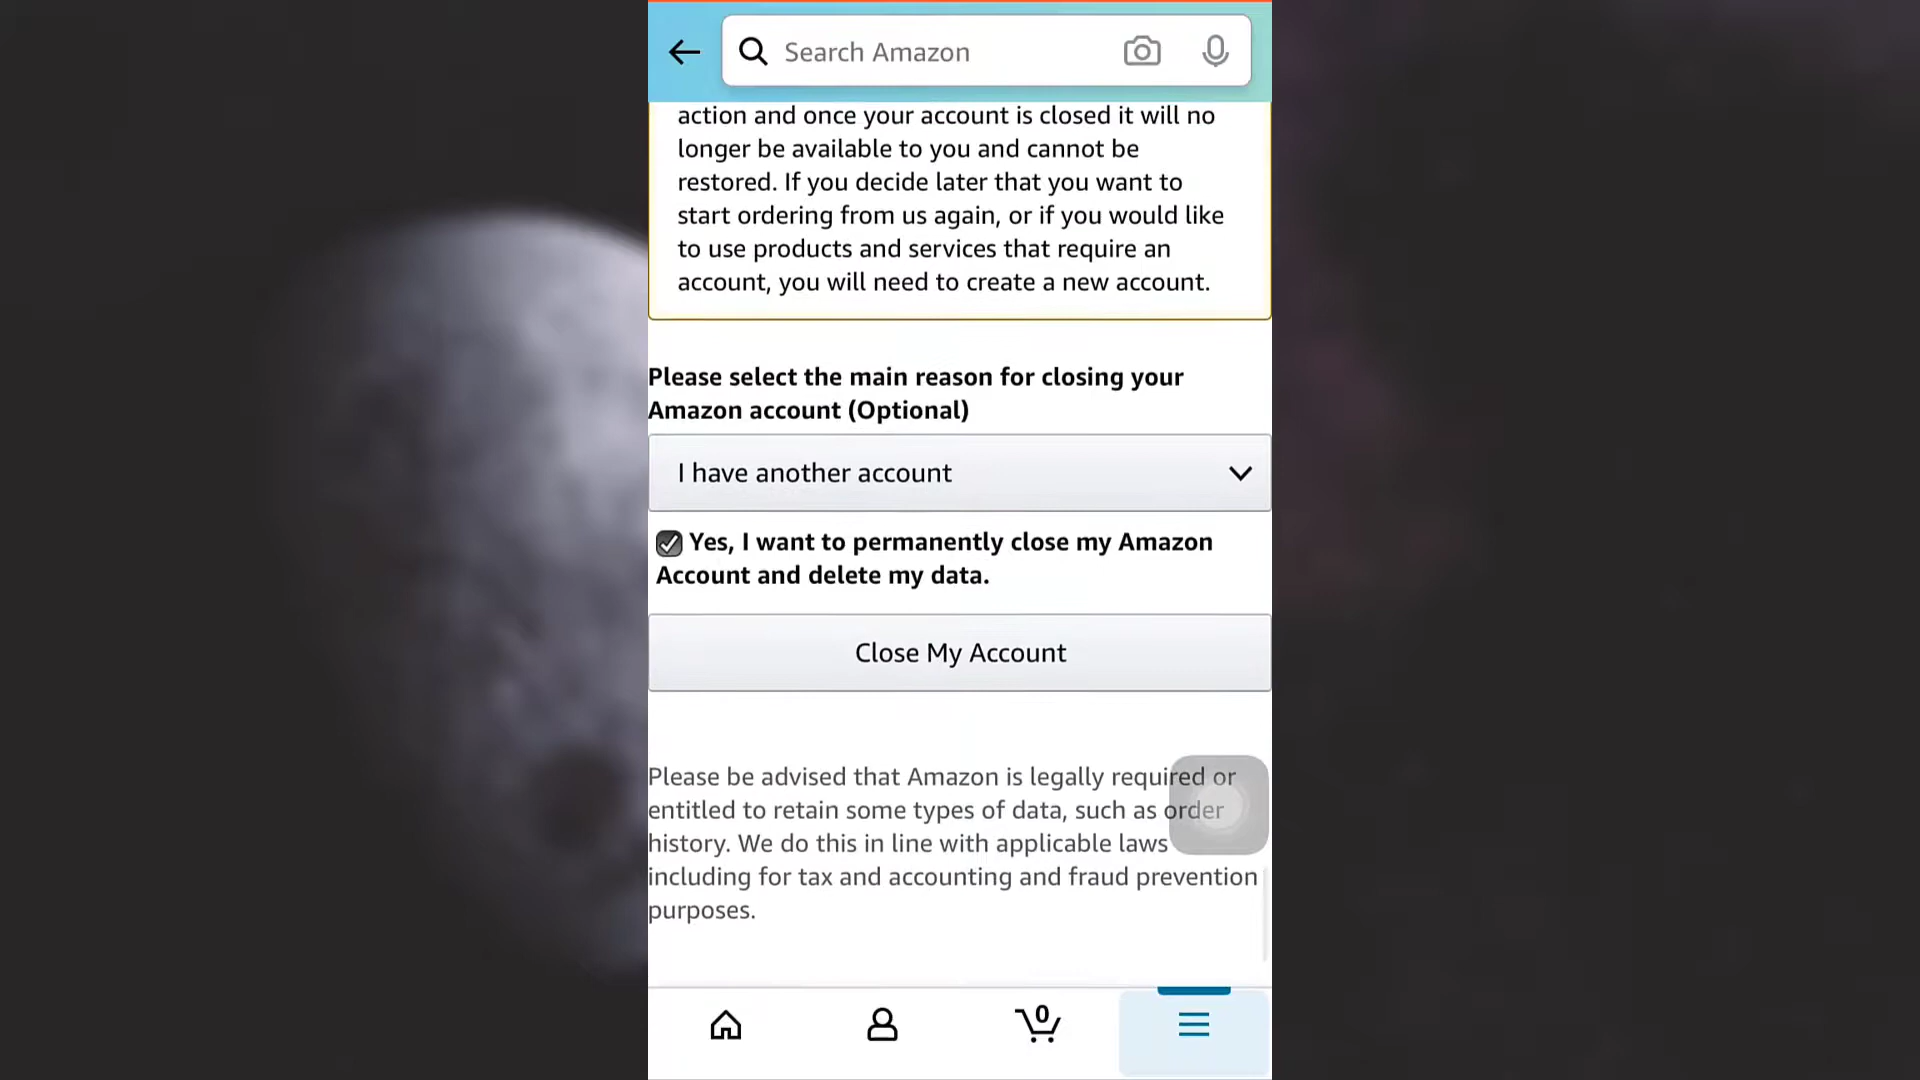 Search Amazon
action and once your account is closed it will no
longer be available to you and cannot be
restored. If you decide later that you want to
start ordering from us again, or if you would like
to use products and services that require an
account, you will need to create a new account.
Please select the main reason for closing your
Amazon account (Optional)
I have another account
Yes, I want to permanently close my Amazon
Account and delete my data.
Close My Account
Please be advised that Amazon is legally required or
entitled to retain some types of data, such as order
history. We do this in line with applicable laws
including for tax and accounting and fraud prevention
purposes.
0